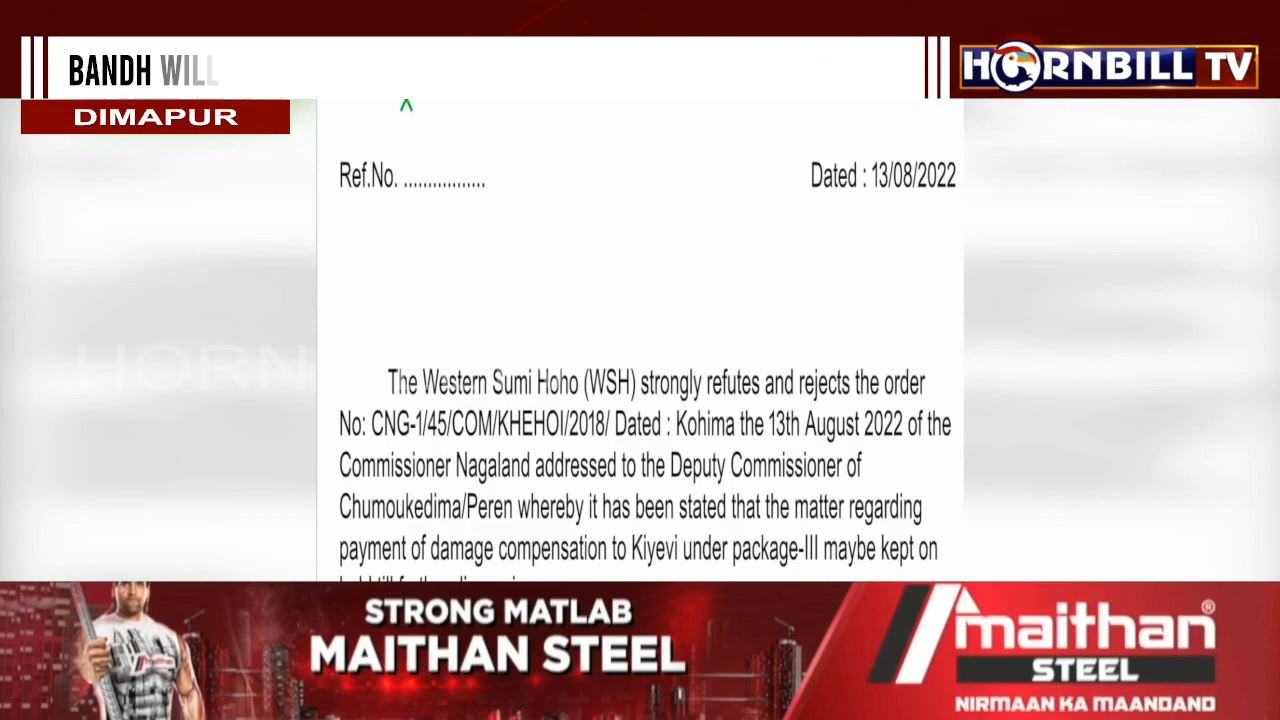 BANDH WILL
HORNBILL TV
DIMAPUR
Ref.No. .................
Dated : 13/08/2022
The Western Sumi Hoho (WSH) strongly refutes and rejects the order
No: CNG-1/45/COM/KHEHOI/2018/ Dated : Kohima the 13th August 2022 of the
Commissioner Nagaland addressed to the Deputy Commissioner of
Chumoukedima/Peren whereby it has been stated that the matter regarding
payment of damage compensation to Kiyevi under package-III maybe kept on
HORN
STRONG MATLAB
MAITHAN STEEL
maithan
maithan®
STEEL
NIRMAAN KA MAANDAND